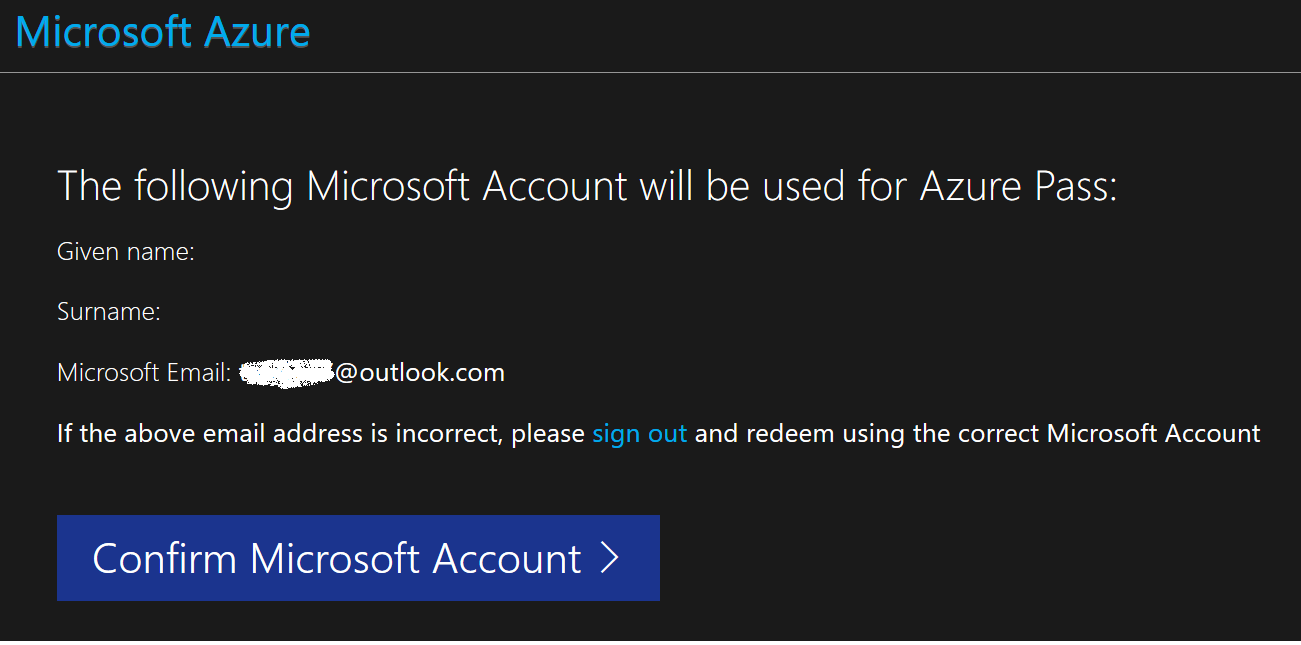 Microsoft Azure
The following Microsoft Account will be used for Azure Pass:
Given name:
Surname:
Microsoft Email: @outlook.com
If the above email address is incorrect, please sign out and redeem using the correct Microsoft Account
Confirm Microsoft Account